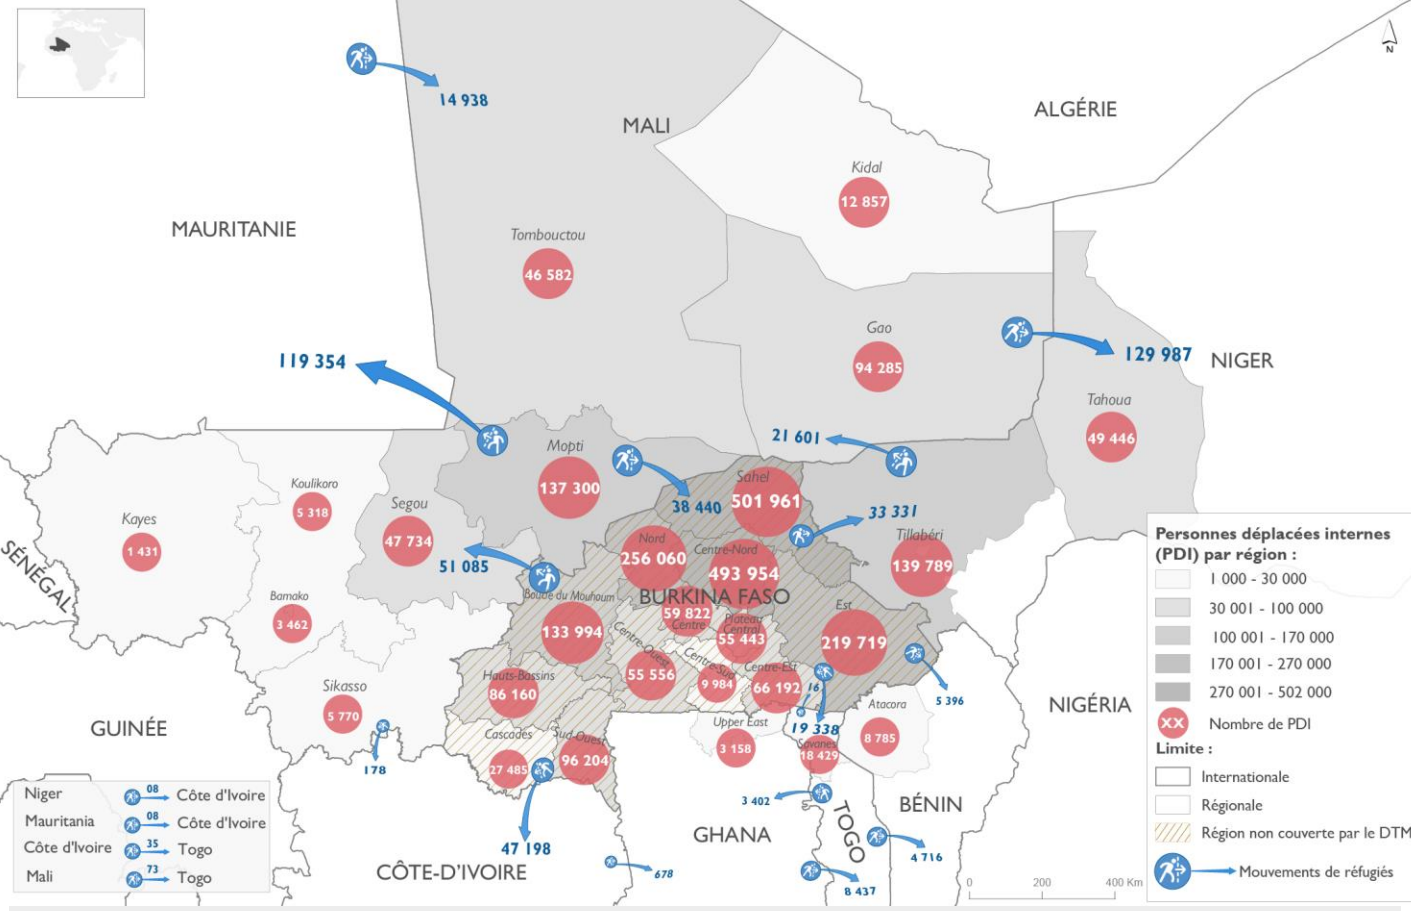 14 938
MALI
ALGÉRIE
N
Kidal
12 857
MAURITANIE
Tombouctou
46 582
Gao
94 285
119 354
129 987
NIGER
Tahoua
49 446
21 601
Mopti
137 300
Sahel
501 961
38 440
33 331
Koulikoro
5 318
Segou
47 734
Kayes
1 431
SÉNÉGAL
51 085
Nord
256 060
Centre-Nord
493 954
Tillabéri
139 789
Bamako
3 462
Boucle du Mouhoum
133 994
BURKINA FASO
59 822
Centre
Plateau
Central
55 443
Est
219 719
Centre-Ouest
55 556
Centre-Sud
9 984
Centre-Est
66 192
16
5 396
Hauts-Bassins
86 160
Sikasso
5 770
178
GUINÉE
Cascades
27 485
Sud-Ouest
96 204
Upper East
3 158
19 338
Savanes
18 429
Atacora
8 785
NIGÉRIA
BÉNIN
3 402
TOGO
GHANA
4 716
8 437
678
47 198
CÔTE-D'IVOIRE
Niger 08 Côte d'Ivoire
Mauritania 08 Côte d'Ivoire
Côte d'Ivoire 35 Togo
Mali 73 Togo
0 200 400 Km
Personnes déplacées internes
(PDI) par région :
1 000 - 30 000
30 001 - 100 000
100 001 - 170 000
170 001 - 270 000
270 001 - 502 000
XX Nombre de PDI
Limite :
Internationale
Régionale
Région non couverte par le DTM
Mouvements de réfugiés